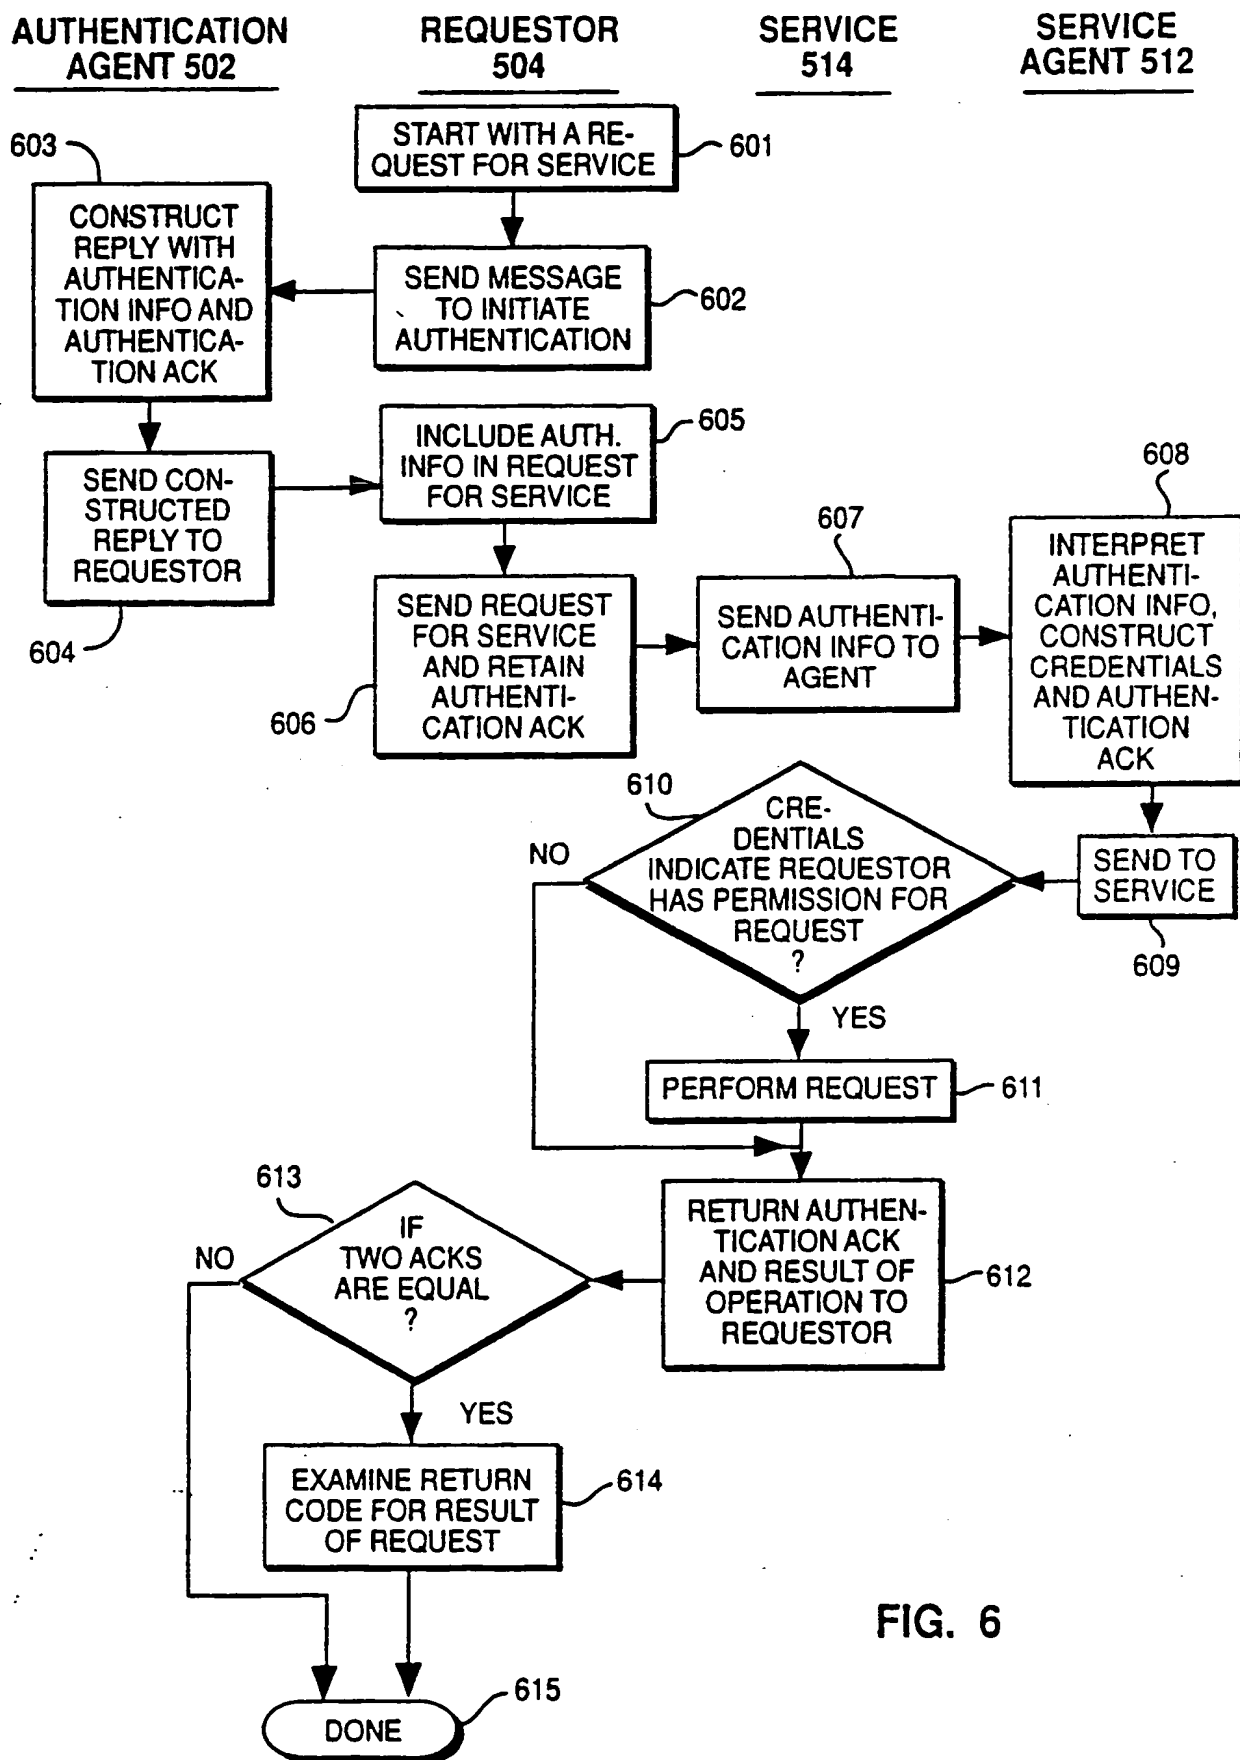 AUTHENTICATION
AGENT 502
REQUESTOR
504
SERVICE
514
SERVICE
AGENT 512
START WITH A RE-
QUEST FOR SERVICE
601
603
CONSTRUCT
REPLY WITH
AUTHENTICA-
TION INFO AND
AUTHENTICA-
TION ACK
SEND MESSAGE
TO INITIATE
AUTHENTICATION
602
SEND CON-
STRUCTED
REPLY TO
REQUESTOR
604
INCLUDE AUTH.
INFO IN REQUEST
FOR SERVICE
605
SEND REQUEST
FOR SERVICE
AND RETAIN
AUTHENTI-
CATION ACK
606
607
SEND AUTHENTI-
CATION INFO TO
AGENT
608
INTERPRET
AUTHENTI-
CATION INFO,
CONSTRUCT
CREDENTIALS
AND AUTHEN-
TICATION
ACK
SEND TO
SERVICE
609
610
CRE-
DENTIALS
INDICATE REQUESTOR
HAS PERMISSION FOR
REQUEST
?
NO
YES
PERFORM REQUEST
611
RETURN AUTHEN-
TICATION ACK
AND RESULT OF
OPERATION TO
REQUESTOR
612
613
IF
TWO ACKS
ARE EQUAL
?
NO
YES
EXAMINE RETURN
CODE FOR RESULT
OF REQUEST
614
DONE
615
FIG. 6